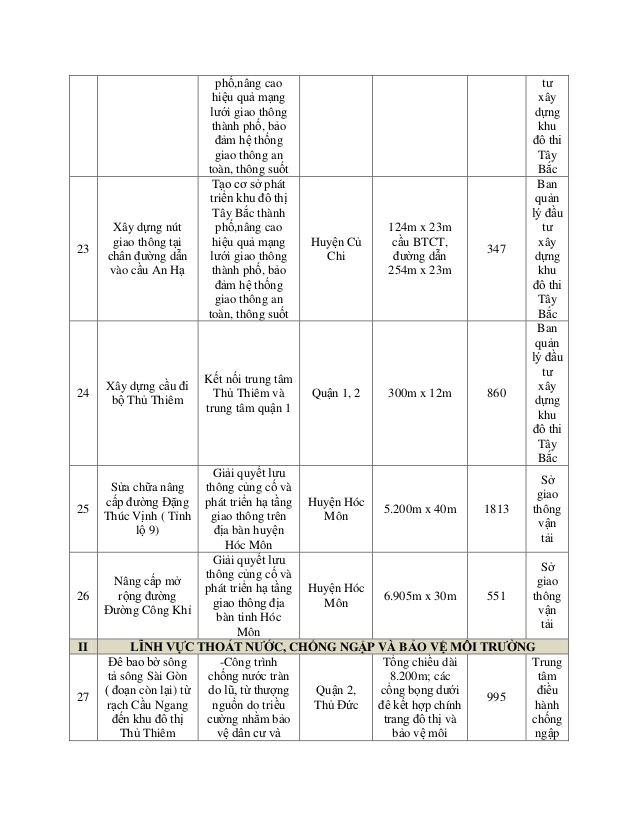 phố,nâng cao
hiệu quả mạng
lưới giao thông
thành phố, bảo
đảm hệ thống
giao thông an
toàn, thông suốt
tư
xây
dựng
khu
đô thi
Tây
Bắc
23
Xây dựng nút
giao thông tại
chân đường dẫn
vào cầu An Hạ
Tạo cơ sở phát
triển khu đô thị
Tây Bắc thành
phố,nâng cao
hiệu quả mạng
lưới giao thông
thành phố, bảo
đảm hệ thống
giao thông an
toàn, thông suốt
Huyện Củ
Chi
124m x 23m
cầu BTCT,
đường dẫn
254m x 23m
347
Ban
quản
lý đầu
tư
xây
dựng
khu
đô thi
Tây
Bắc
24
Xây dựng cầu đi
bộ Thủ Thiêm
Kết nối trung tâm
Thủ Thiêm và
trung tâm quận 1
Quận 1, 2
300m x 12m
860
Ban
quản
lý đầu
tư
xây
dựng
khu
đô thi
Tây
Bắc
25
Sửa chữa nâng
cấp đường Đặng
Thúc Vịnh ( Tỉnh
lộ 9)
Giải quyết lưu
thông củng cố và
phát triển hạ tầng
giao thông trên
địa bàn huyện
Hóc Môn
Huyện Hóc
Môn
5.200m x 40m
1813
Sở
giao
thông
vận
tải
26
Nâng cấp mở
rộng đường
Đường Công Khi
Giải quyết lưu
thông củng cố và
phát triển hạ tầng
giao thông địa
bàn tinh Hóc
Môn
Huyện Hóc
Môn
6.905m x 30m
551
Sở
giao
thông
vận
tải
II
LĨNH VỰC THOÁT NƯỚC, CHỐNG NGẬP VÀ BẢO VỆ MÔI TRƯỜNG
27
Đê bao bờ sông
tả sông Sài Gòn
( đoạn còn lại) từ
rạch Cầu Ngang
đến khu đô thị
Thủ Thiêm
-Công trình
chống nước tràn
do lũ, từ thượng
nguồn do triều
cường nhằm bảo
vệ dân cư và
Quận 2,
Thủ Đức
Tổng chiều dài
8.200m; các
cống bọng dưới
đê kết hợp chính
trang đô thị và
bảo vệ môi
995
Trung
tâm
điều
hành
chống
ngập